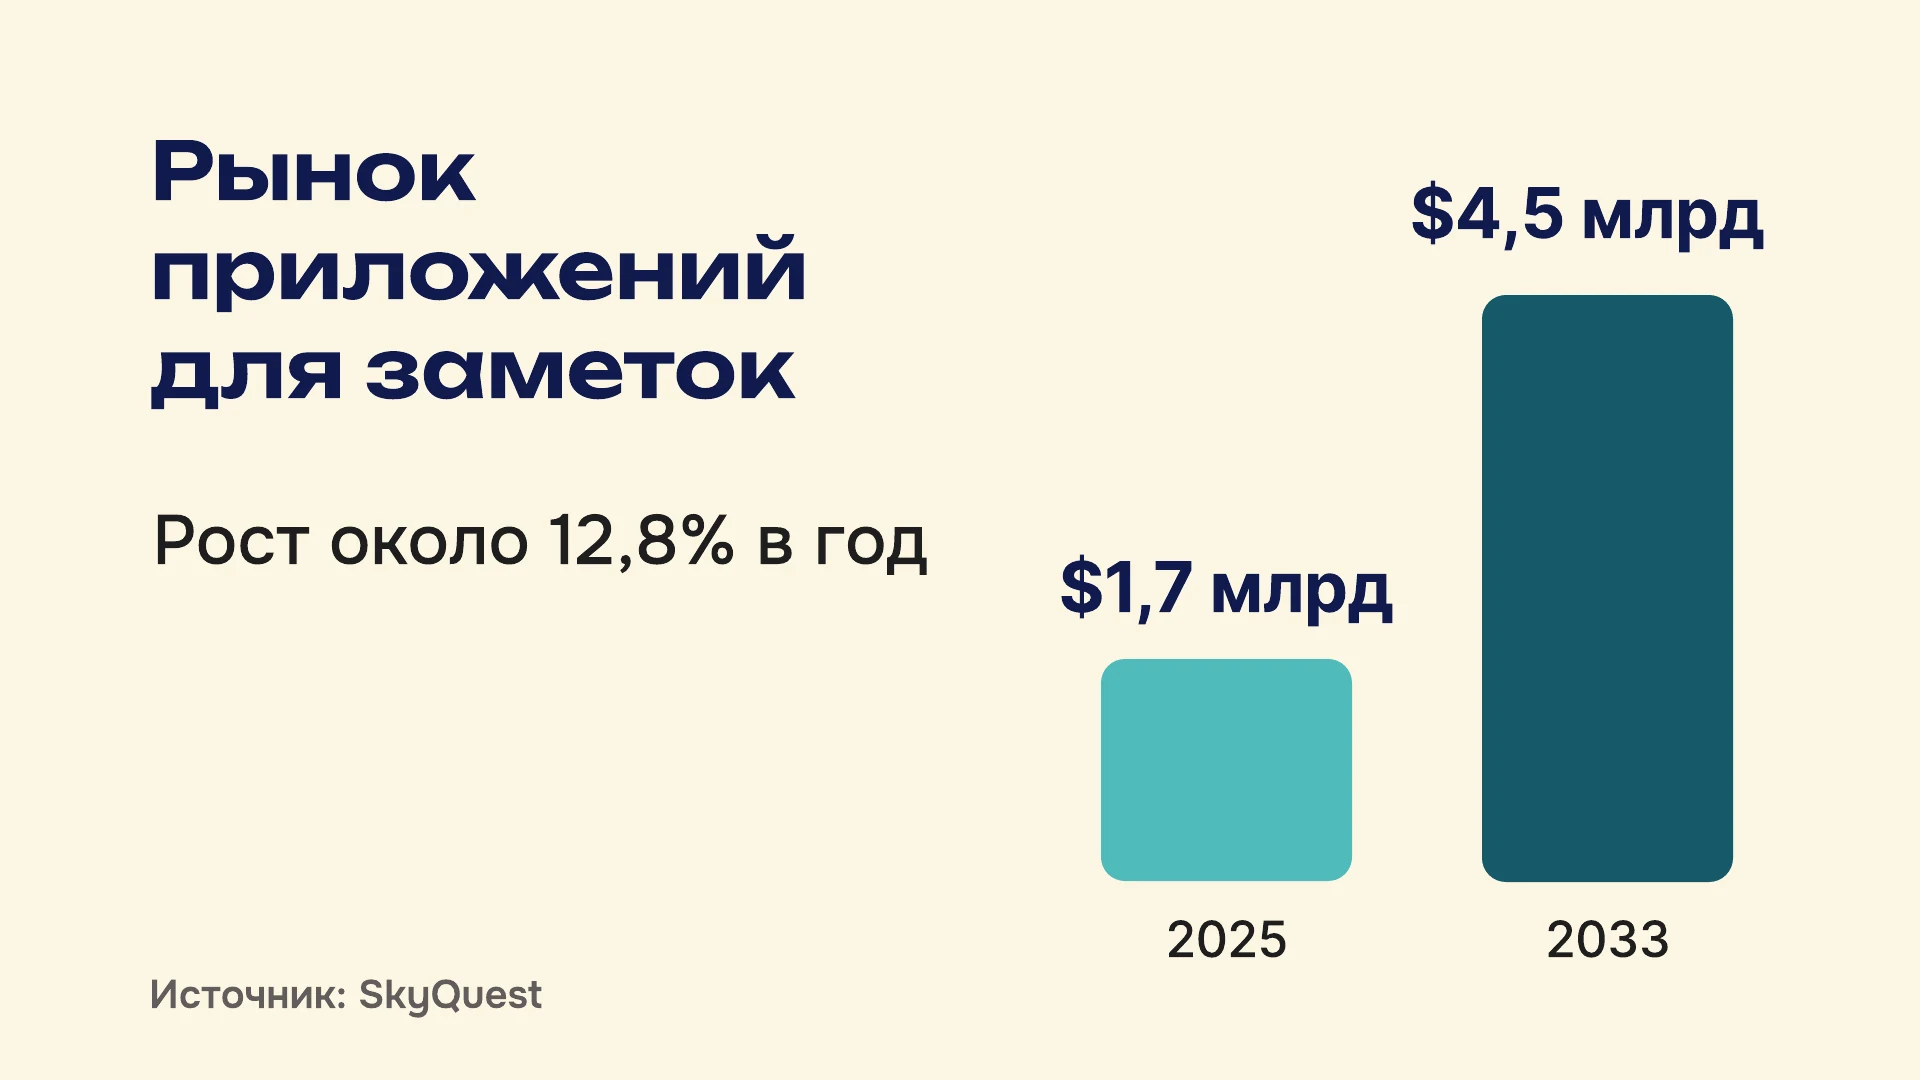 Рынок
приложений
для заметок
Рост около 12,8% в год
$1,7 млрд
$4,5 млрд
2025
2033
Источник: SkyQuest